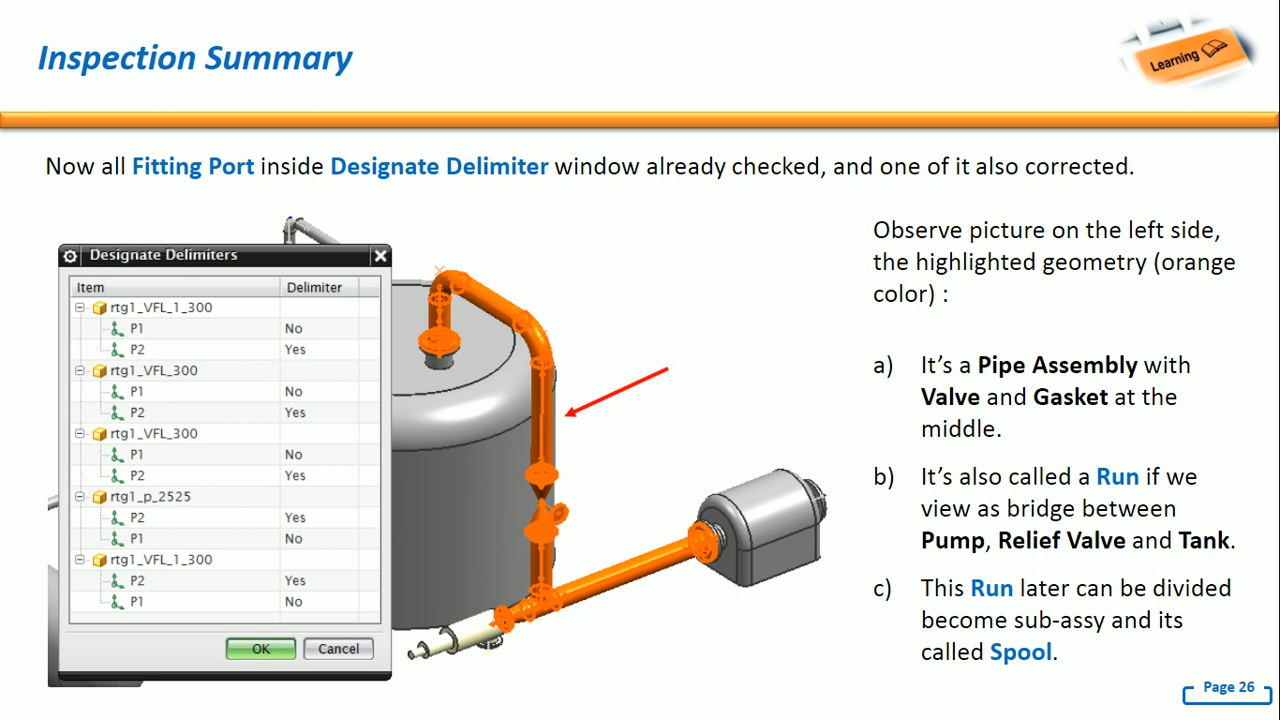 Inspection Summary
Learning
Now all Fitting Port inside Designate Delimiter window already checked, and one of it also corrected.
Designate Delimiters
Item Delimiter
rtg1_VFL_1_300
P1 No
P2 Yes
rtg1_VFL_300
P1 No
P2 Yes
rtg1_VFL_300
P1 No
P2 Yes
rtg1_p_2525
P2 Yes
P1 No
rtg1_VFL_1_300
P2 Yes
P1 No
OK Cancel
Observe picture on the left side,
the highlighted geometry (orange
color) :
a) It’s a Pipe Assembly with
Valve and Gasket at the
middle.
b) It’s also called a Run if we
view as bridge between
Pump, Relief Valve and Tank.
c) This Run later can be divided
become sub-assy and its
called Spool.
Page 26